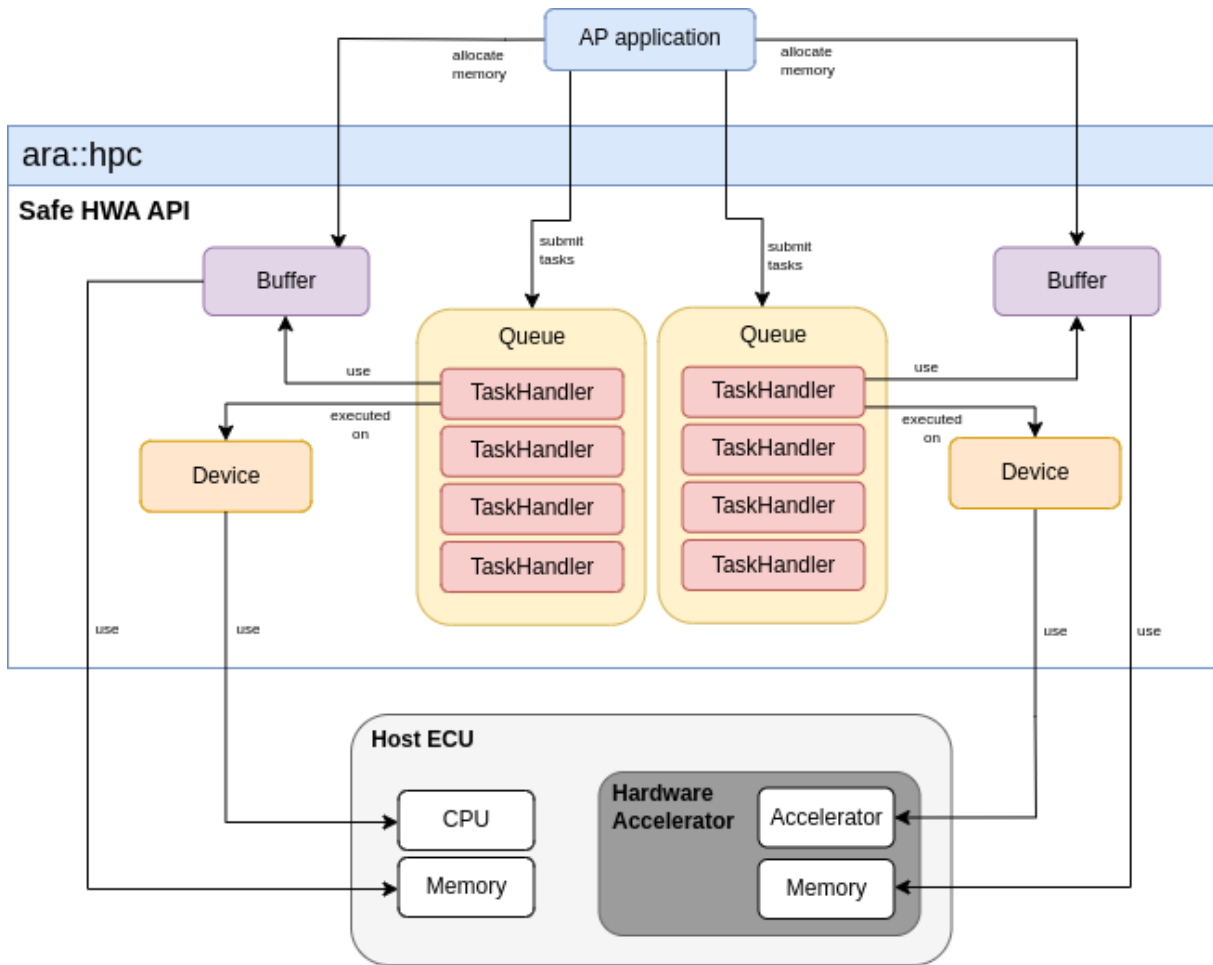 AP application
allocate
memory
allocate
memory
ara::hpc
Safe HWA API
submit
tasks
submit
tasks
Buffer
Buffer
Queue
Queue
use
use
TaskHandler
TaskHandler
executed
on
executed
on
TaskHandler
TaskHandler
Device
Device
TaskHandler
TaskHandler
TaskHandler
TaskHandler
use
use
use
use
Host ECU
Hardware
Accelerator
CPU
Accelerator
Memory
Memory